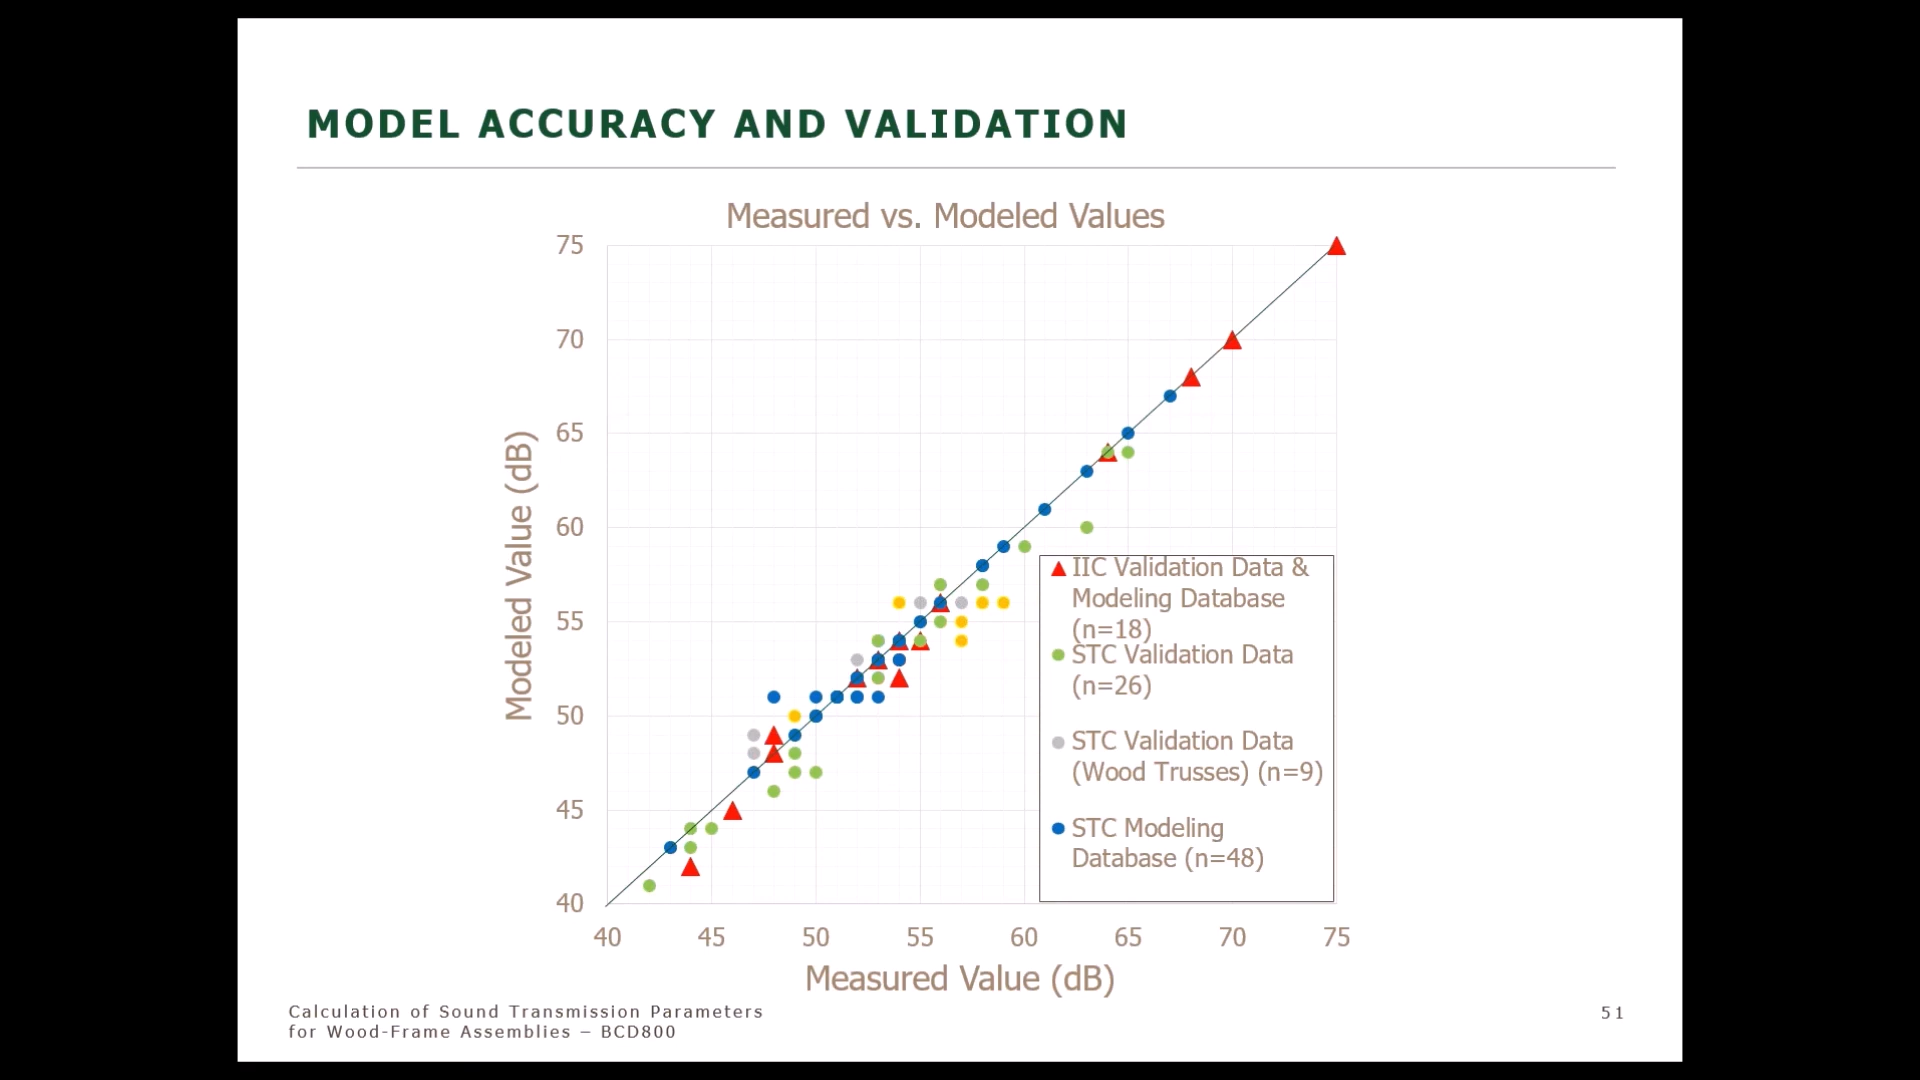 MODEL ACCURACY AND VALIDATION
Measured vs. Modeled Values
75
70
65
60
55
50
45
40
Modeled Value (dB)
40 45 50 55 60 65 70 75
Measured Value (dB)
IIC Validation Data &
Modeling Database
(n=18)
STC Validation Data
(n=26)
STC Validation Data
(Wood Trusses) (n=9)
STC Modeling
Database (n=48)
Calculation of Sound Transmission Parameters
for Wood-Frame Assemblies – BCD800
51